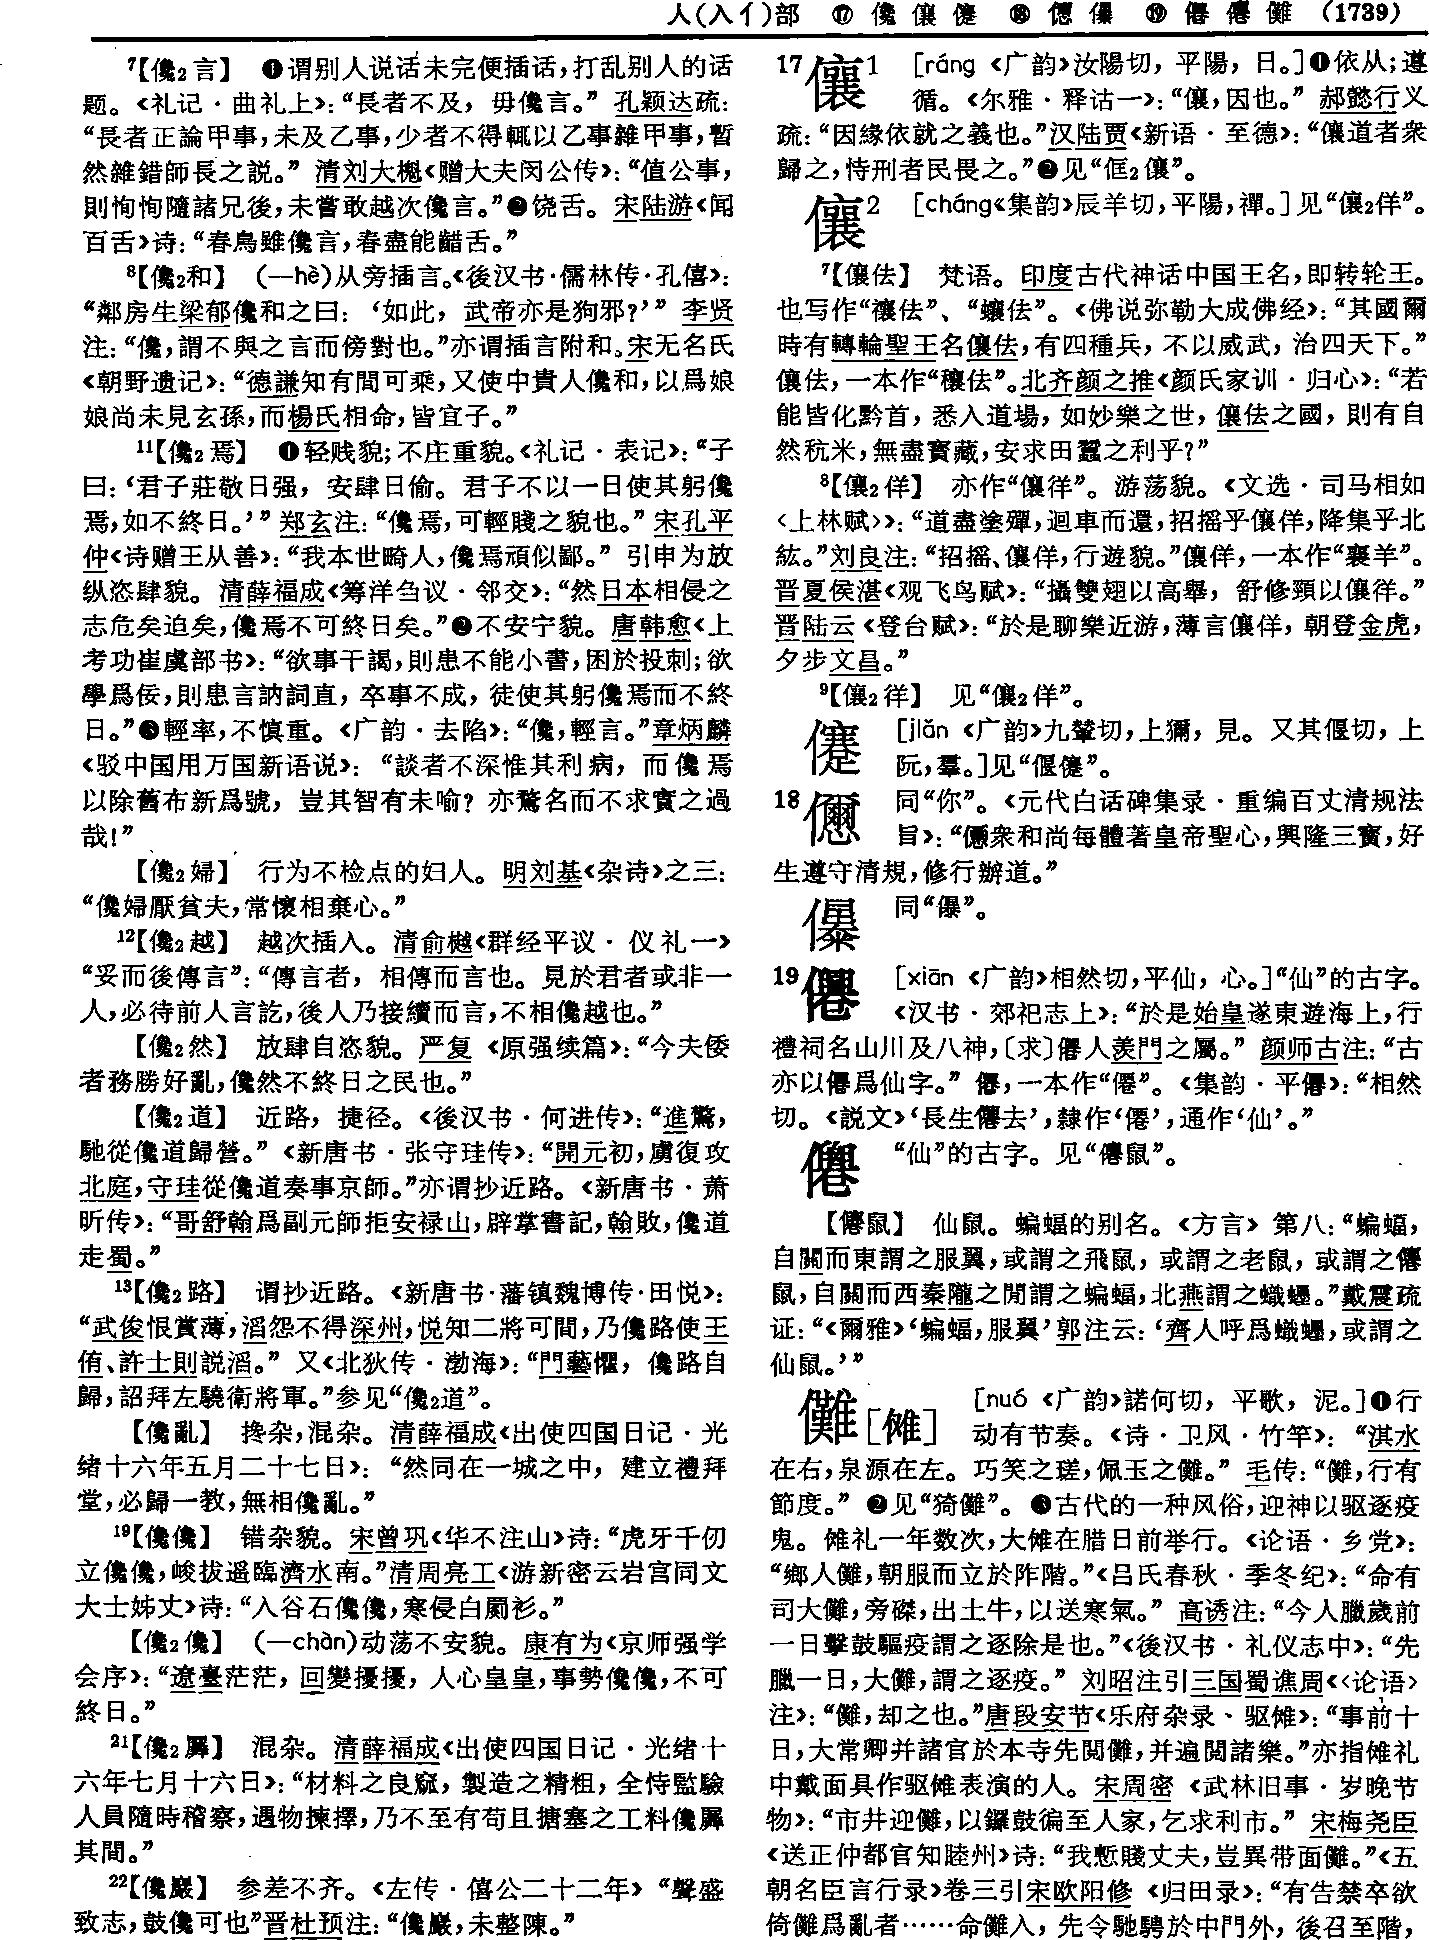 人(入亻)部 ⑰ 儳 儴 㒓 ⑱ 㒃 儤 ⑲ 僊 僊 儺 (1739)
⁷【儳₂言】 ❶谓别人说话未完便插话，打乱别人的话
题。《礼记·曲礼上》：“長者不及，毋儳言。”孔颖达疏：
“長者正論甲事，未及乙事，少者不得輒以乙事雜甲事，暫
然雜錯師長之説。”清刘大櫆《赠大夫闵公传》：“值公事，
則恂恂隨諸兄後，未嘗敢越次儳言。”❷饶舌。宋陆游《闻
百舌》诗：“春鳥雖儳言，春盡能齰舌。”
⁸【儳₂和】 (—hè)从旁插言。《後汉书·儒林传·孔僖》：
“鄰房生梁郁儳和之曰：‘如此，武帝亦是狗邪？’”李贤
注：“儳，謂不與之言而傍對也。”亦谓插言附和。宋无名氏
《朝野遗记》：“德謙知有間可乘，又使中貴人儳和，以爲娘
娘尚未見玄孫，而楊氏相命，皆宜子。”
¹¹【儳₂焉】 ❶轻贱貌；不庄重貌。《礼记·表记》：“子
曰：‘君子莊敬日强，安肆日偷。君子不以一日使其躬儳
焉，如不終日。’”郑玄注：“儳焉，可輕賤之貌也。”宋孔平
仲《诗赠王从善》：“我本世畸人，儳焉頑似鄙。”引申为放
纵恣肆貌。清薛福成《筹洋刍议·邻交》：“然日本相侵之
志危矣迫矣，儳焉不可終日矣。”❷不安宁貌。唐韩愈《上
考功崔虞部书》：“欲事干謁，則患不能小書，困於投刺；欲
學爲佞，則患言訥詞直，卒事不成，徒使其躬儳焉而不終
日。”❸輕率，不慎重。《广韵·去陷》：“儳，輕言。”章炳麟
《驳中国用万国新语说》：“談者不深惟其利病，而儳焉
以除舊布新爲號，豈其智有未喻？亦騖名而不求實之過
哉！”
【儳₂婦】 行为不检点的妇人。明刘基《杂诗》之三：
“儳婦厭貧夫，常懷相棄心。”
¹²【儳₂越】 越次插入。清俞樾《群经平议·仪礼一》
“妥而後傳言”：“傳言者，相傳而言也。見於君者或非一
人，必待前人言訖，後人乃接續而言，不相儳越也。”
【儳₂然】 放肆自恣貌。严复《原强续篇》：“今夫倭
者務勝好亂，儳然不終日之民也。”
【儳₂道】 近路，捷径。《後汉书·何进传》：“進驚，
馳從儳道歸營。”《新唐书·张守珪传》：“開元初，虜復攻
北庭，守珪從儳道奏事京師。”亦谓抄近路。《新唐书·萧
昕传》：“哥舒翰爲副元師拒安禄山，辟掌書記，翰敗，儳道
走蜀。”
¹³【儳₂路】 谓抄近路。《新唐书·藩镇魏博传·田悦》：
“武俊恨賞薄，滔怨不得深州，悦知二將可間，乃儳路使王
侑、許士則説滔。”又《北狄传·渤海》：“門藝懼，儳路自
歸，詔拜左驍衛將軍。”参见“儳₂道”。
【儳亂】 搀杂，混杂。清薛福成《出使四国日记·光
绪十六年五月二十七日》：“然同在一城之中，建立禮拜
堂，必歸一教，無相儳亂。”
¹⁹【儳儳】 错杂貌。宋曾巩《华不注山》诗：“虎牙千仞
立儳儳，峻拔遥臨濟水南。”清周亮工《游新密云岩宫同文
大士姊丈》诗：“入谷石儳儳，寒侵白罽衫。”
【儳₂儳】 (—chàn)动荡不安貌。康有为《京师强学
会序》：“遼臺茫茫，回變擾擾，人心皇皇，事勢儳儳，不可
終日。”
²¹【儳₂羼】 混杂。清薛福成《出使四国日记·光绪十
六年七月十六日》：“材料之良窳，製造之精粗，全恃監驗
人員隨時稽察，遇物揀擇，乃不至有苟且搪塞之工料儳羼
其間。”
²²【儳巖】 参差不齐。《左传·僖公二十二年》“聲盛
致志，鼓儳可也”晋杜预注：“儳巖，未整陳。”
17 儴1 [ráng《广韵》汝陽切，平陽，日。]❶依从；遵
循。《尔雅·释诂一》：“儴，因也。”郝懿行义
疏：“因緣依就之義也。”汉陆贾《新语·至德》：“儴道者衆
歸之，恃刑者民畏之。”❷见“俇₂儴”。
儴2 [cháng《集韵》辰羊切，平陽，禪。]见“儴₂佯”。
⁷【儴佉】 梵语。印度古代神话中国王名，即转轮王。
也写作“禳佉”、“蠰佉”。《佛说弥勒大成佛经》：“其國爾
時有轉輪聖王名儴佉，有四種兵，不以威武，治四天下。”
儴佉，一本作“穰佉”。北齐颜之推《颜氏家训·归心》：“若
能皆化黔首，悉入道場，如妙樂之世，儴佉之國，則有自
然秔米，無盡寳藏，安求田蠶之利乎？”
⁸【儴₂佯】 亦作“儴徉”。游荡貌。《文选·司马相如
〈上林赋〉》：“道盡塗殫，迴車而還，招摇乎儴佯，降集乎北
紘。”刘良注：“招摇、儴佯，行遊貌。”儴佯，一本作“襄羊”。
晋夏侯湛《观飞鸟赋》：“攝雙翅以高舉，舒修頸以儴徉。”
晋陆云《登台赋》：“於是聊樂近游，薄言儴佯，朝登金虎，
夕步文昌。”
⁹【儴₂徉】 见“儴₂佯”。
㒓 [jiǎn《广韵》九輦切，上獮，見。又其偃切，上
阮，羣。]见“偃㒓”。
18 㒃 同“你”。《元代白话碑集录·重编百丈清规法
旨》：“㒃衆和尚每體著皇帝聖心，興隆三寳，好
生遵守清規，修行辦道。”
儤 同“儤”。
19 僊 [xiān《广韵》相然切，平仙，心。]“仙”的古字。
《汉书·郊祀志上》：“於是始皇遂東遊海上，行
禮祠名山川及八神，〔求〕僊人羨門之屬。”颜师古注：“古
亦以僊爲仙字。”僊，一本作“僊”。《集韵·平僊》：“相然
切。《説文》‘長生僊去’，隸作‘僊’，通作‘仙’。”
僊 “仙”的古字。见“僊鼠”。
【僊鼠】 仙鼠。蝙蝠的别名。《方言》第八：“蝙蝠，
自關而東謂之服翼，或謂之飛鼠，或謂之老鼠，或謂之僊
鼠，自關而西秦隴之閒謂之蝙蝠，北燕謂之蟙䘃。”戴震疏
证：“《爾雅》‘蝙蝠，服翼’郭注云：‘齊人呼爲蟙䘃，或謂之
仙鼠。’”
儺[傩] [nuó《广韵》諾何切，平歌，泥。]❶行
动有节奏。《诗·卫风·竹竿》：“淇水
在右，泉源在左。巧笑之瑳，佩玉之儺。”毛传：“儺，行有
節度。”❷见“猗儺”。❸古代的一种风俗，迎神以驱逐疫
鬼。傩礼一年数次，大傩在腊日前举行。《论语·乡党》：
“鄉人儺，朝服而立於阼階。”《吕氏春秋·季冬纪》：“命有
司大儺，旁磔，出土牛，以送寒氣。”高诱注：“今人臘歲前
一日擊鼓驅疫謂之逐除是也。”《後汉书·礼仪志中》：“先
臘一日，大儺，謂之逐疫。”刘昭注引三国蜀谯周《〈论语〉
注》：“儺，却之也。”唐段安节《乐府杂录·驱傩》：“事前十
日，大常卿并諸官於本寺先閲儺，并遍閲諸樂。”亦指傩礼
中戴面具作驱傩表演的人。宋周密《武林旧事·岁晚节
物》：“市井迎儺，以鑼鼓徧至人家，乞求利市。”宋梅尧臣
《送正仲都官知睦州》诗：“我慙賤丈夫，豈異带面儺。”《五
朝名臣言行录》卷三引宋欧阳修《归田录》：“有告禁卒欲
倚儺爲亂者……命儺入，先令馳騁於中門外，後召至階，